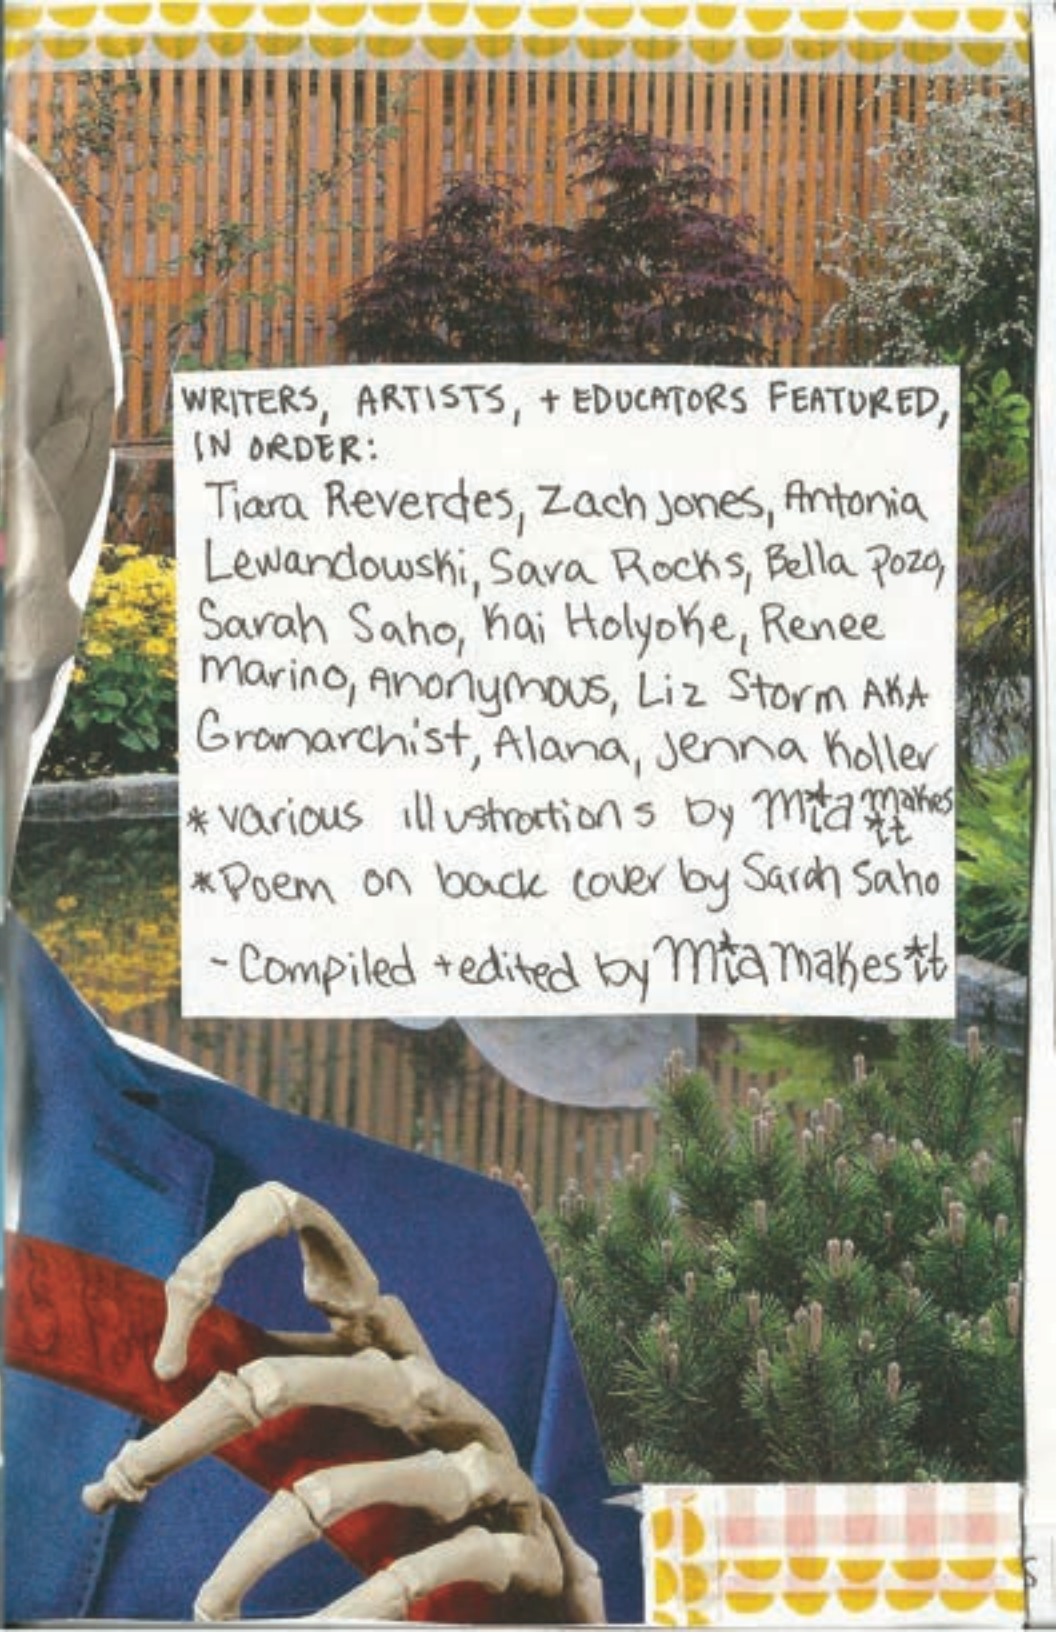 WRITERS, ARTISTS, + EDUCATORS FEATURED,
IN ORDER:
Tiara Reverdes, Zach Jones, Antonia
Lewandowski, Sara Rocks, Bella Pozo,
Sarah Saho, Kai Holyoke, Renee
Marino, Anonymous, Liz Storm AKA
Granarchist, Alana, Jenna Koller
*various illustrations by M*ia makes *it
*Poem on back cover by Sarah Saho
- Compiled + edited by M*ia makes *it